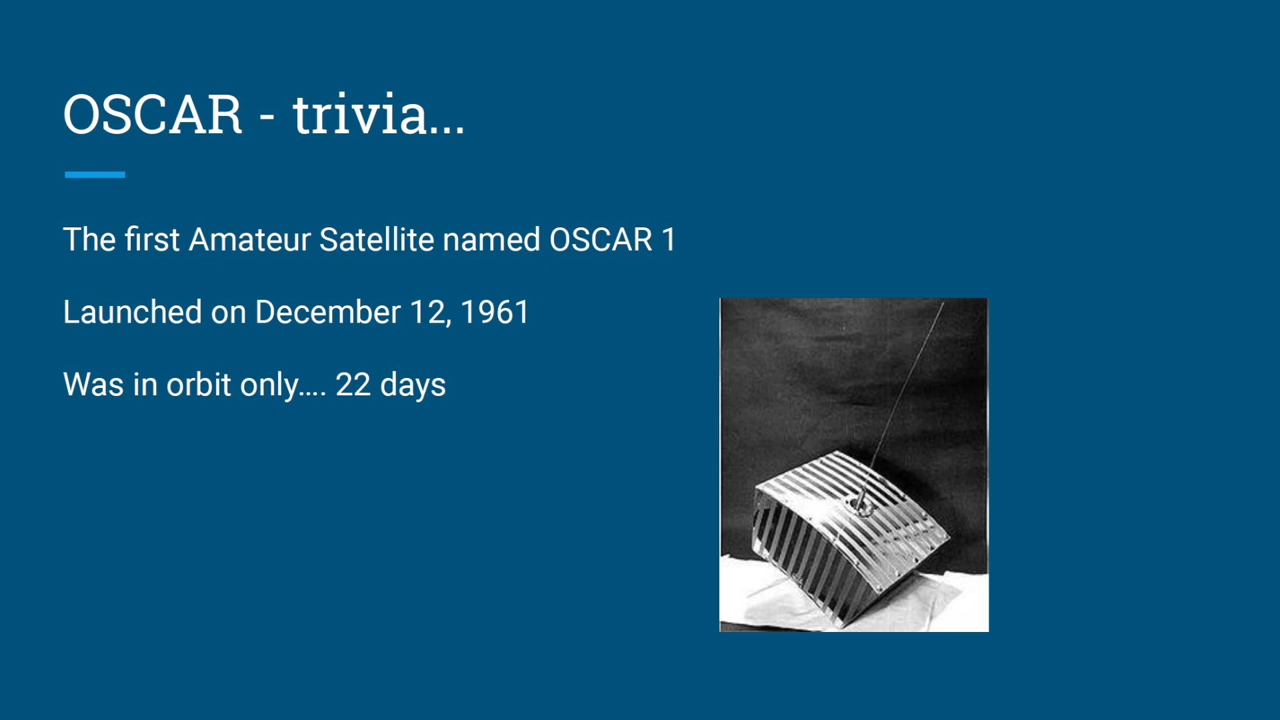 OSCAR - trivia...
The first Amateur Satellite named OSCAR 1
Launched on December 12, 1961
Was in orbit only.... 22 days